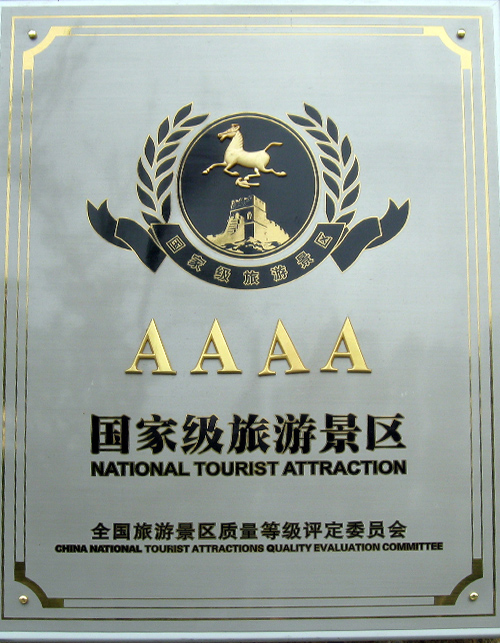 国家级旅游景区
AAAA
国家级旅游景区
NATIONAL TOURIST ATTRACTION
全国旅游景区质量等级评定委员会
CHINA NATIONAL TOURIST ATTRACTIONS QUALITY EVALUATION COMMITTEE